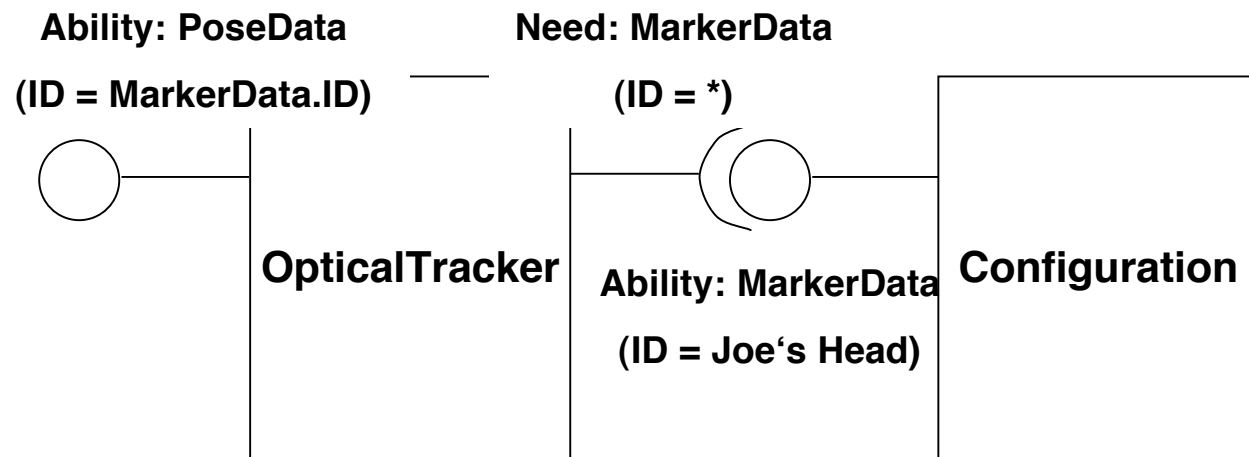 Ability: PoseData
(ID = MarkerData.ID)
Need: MarkerData
(ID = *)
OpticalTracker
Ability: MarkerData
(ID = Joe‘s Head)
Configuration